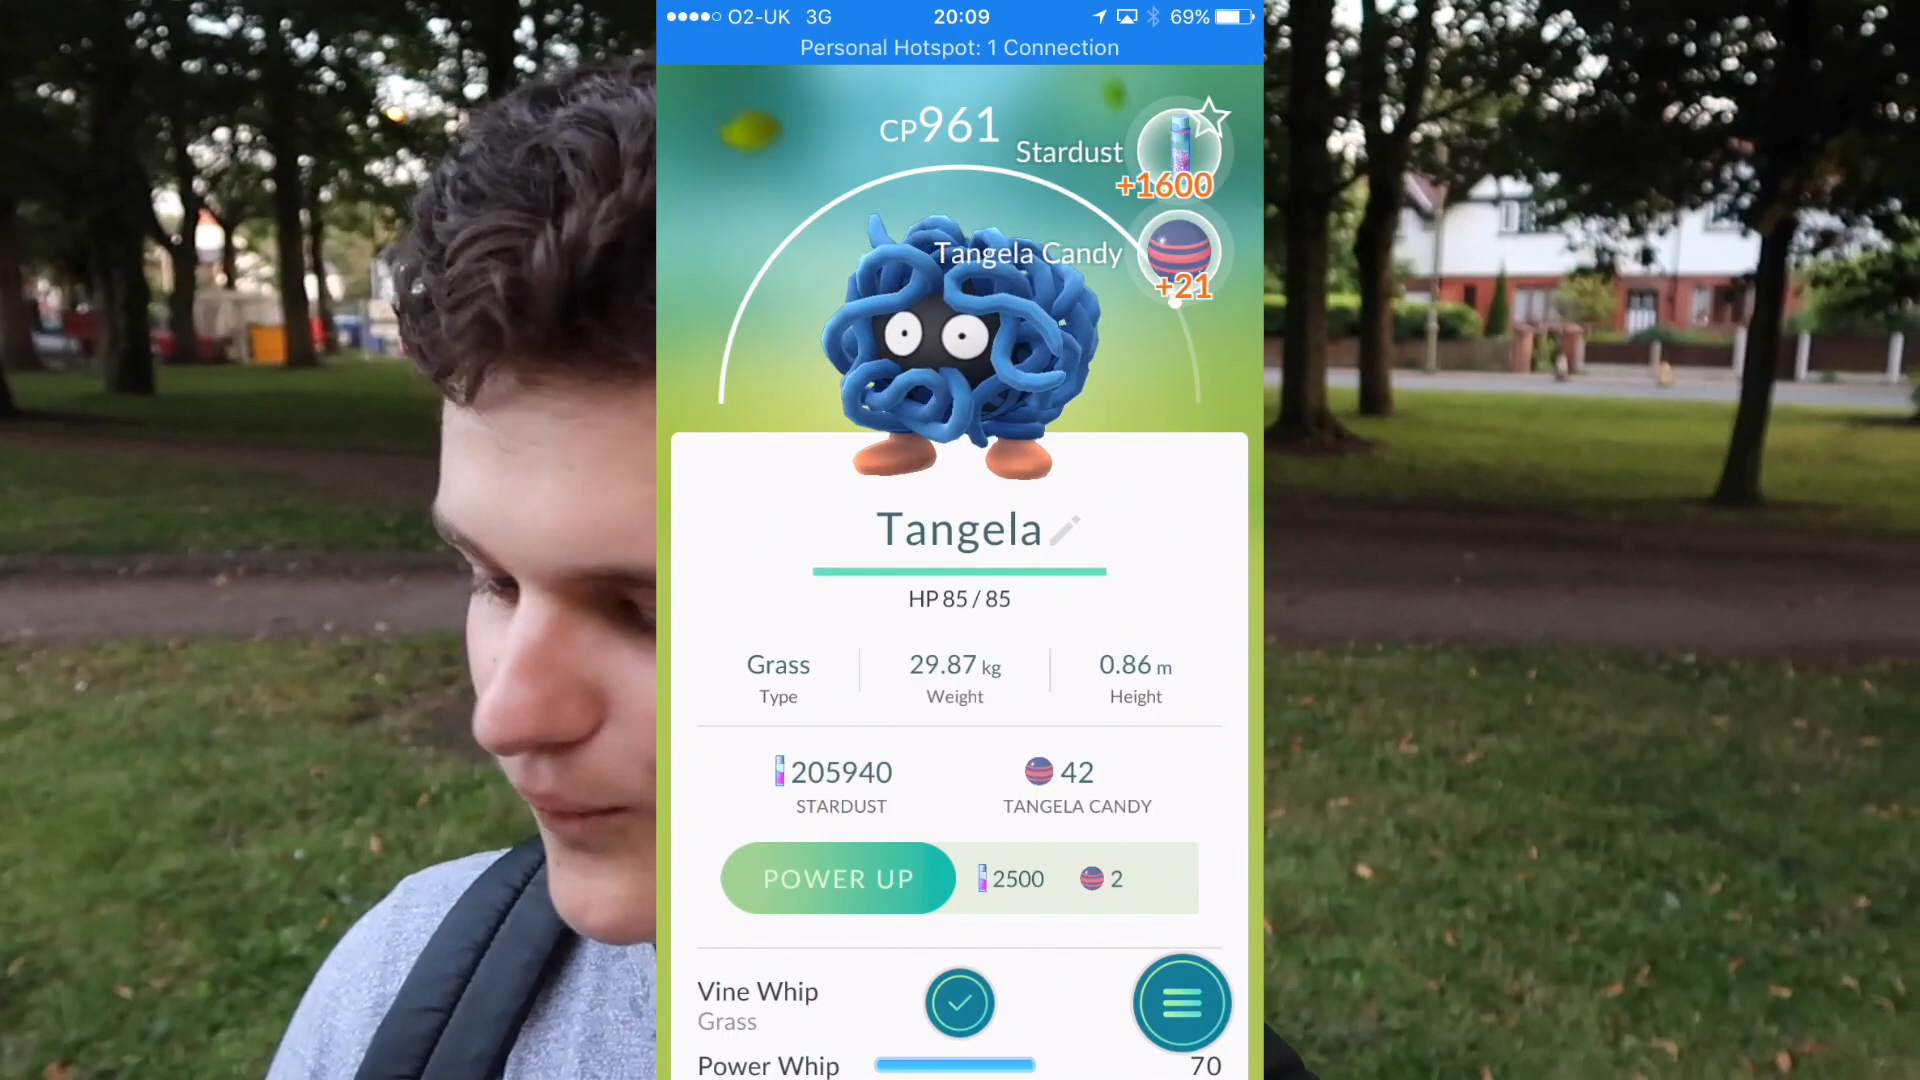 O2-UK 3G 20:09 69%
Personal Hotspot: 1 Connection
CP961
Stardust
+1600
Tangela Candy
+21
Tangela
HP 85 / 85
Grass 29.87 kg 0.86 m
Type Weight Height
205940 42
STARDUST TANGELA CANDY
POWER UP 2500 2
Vine Whip
Grass
Power Whip 70